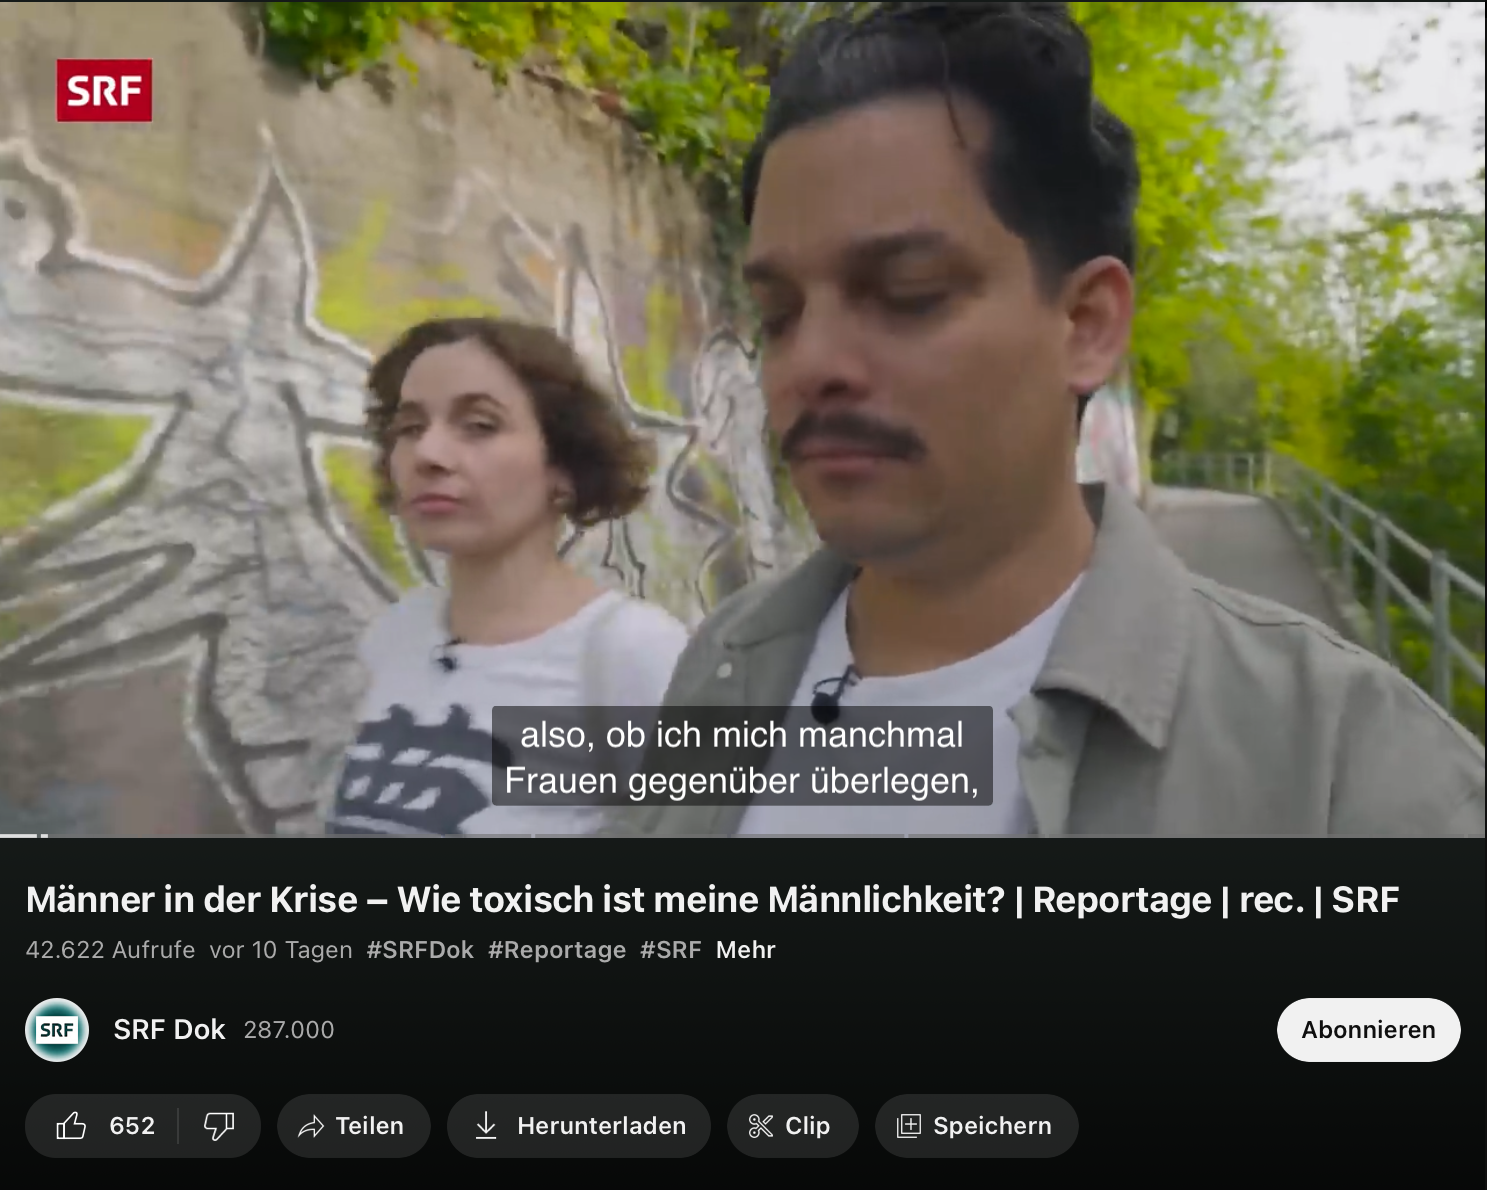 SRF
夢
also, ob ich mich manchmal
Frauen gegenüber überlegen,
Männer in der Krise – Wie toxisch ist meine Männlichkeit? | Reportage | rec. | SRF
42.622 Aufrufe vor 10 Tagen #SRFDok #Reportage #SRF Mehr
SRF SRF Dok 287.000 Abonnieren
652 Teilen Herunterladen Clip Speichern